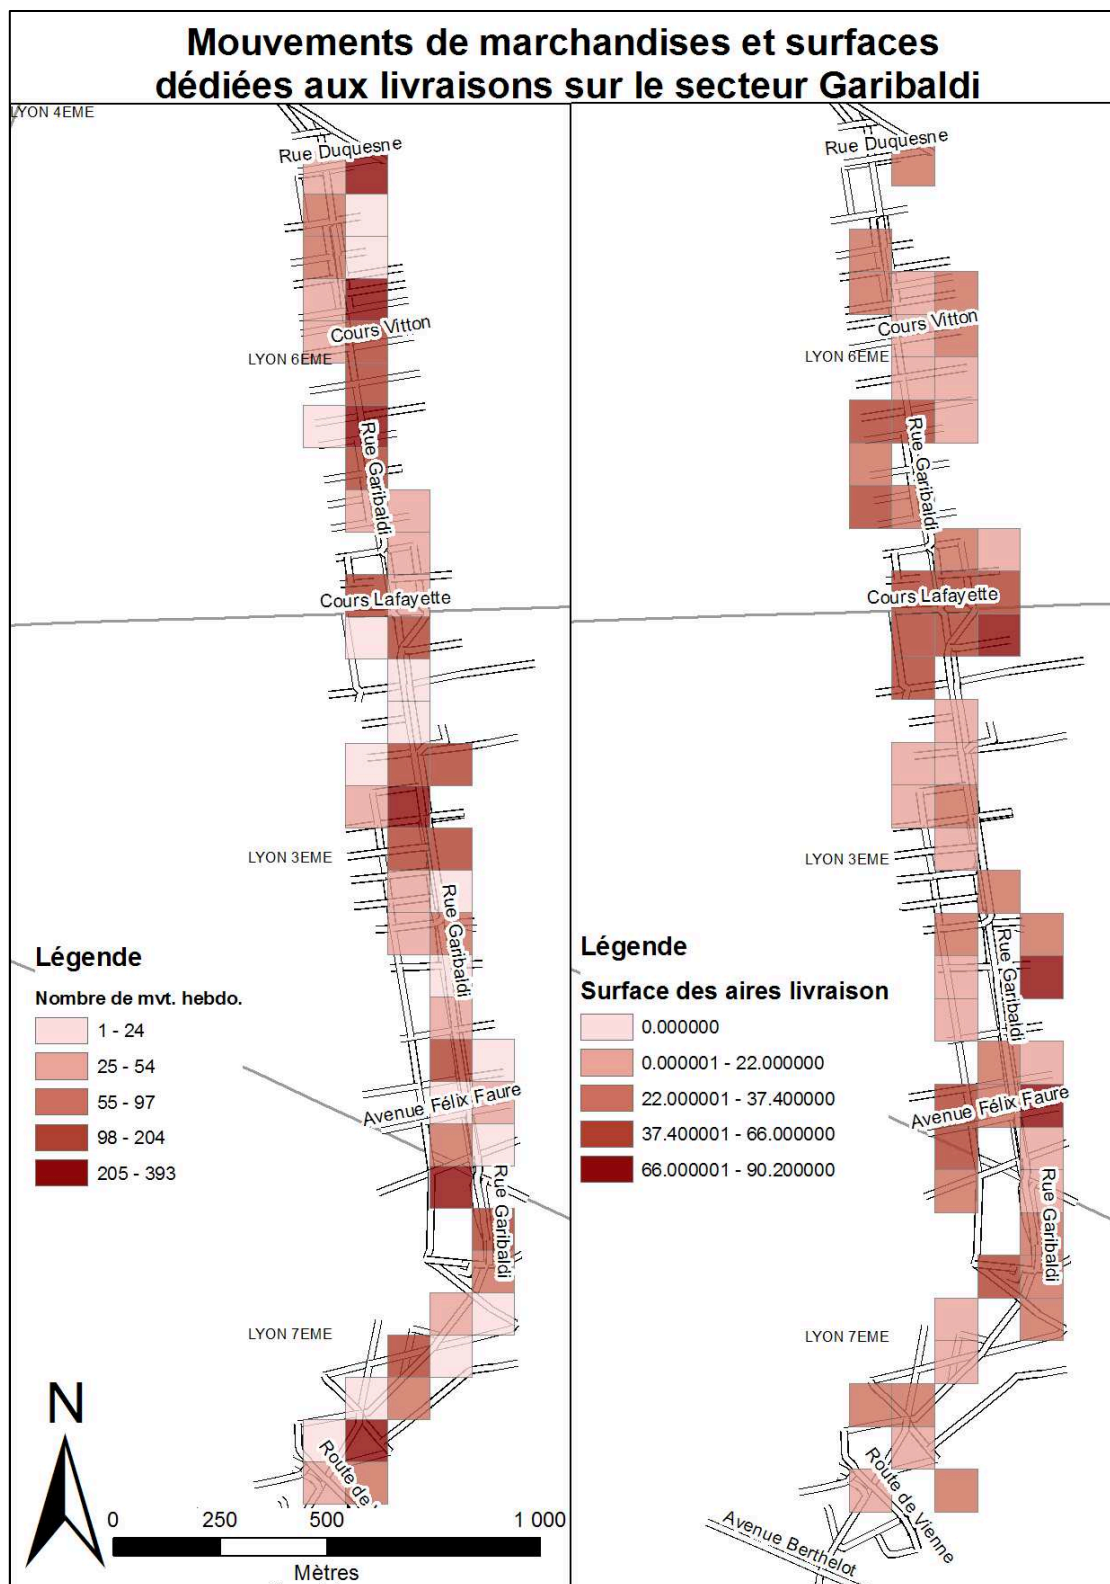 Mouvements de marchandises et surfaces
dédiées aux livraisons sur le secteur Garibaldi
LYON 4EME
Rue Duquesne
Cours Vitton
LYON 6EME
Rue Garibaldi
Cours Lafayette
LYON 3EME
Rue Garibaldi
Légende
Nombre de mvt. hebdo.
1 - 24
25 - 54
55 - 97
98 - 204
205 - 393
Avenue Félix Faure
Rue Garibaldi
LYON 7EME
Route de
N
0 250 500 1 000
Mètres
Rue Duquesne
Cours Vitton
LYON 6EME
Rue Garibaldi
Cours Lafayette
LYON 3EME
Rue Garibaldi
Légende
Surface des aires livraison
0.000000
0.000001 - 22.000000
22.000001 - 37.400000
37.400001 - 66.000000
66.000001 - 90.200000
Avenue Félix Faure
Rue Garibaldi
LYON 7EME
Route de Vienne
Avenue Berthelot